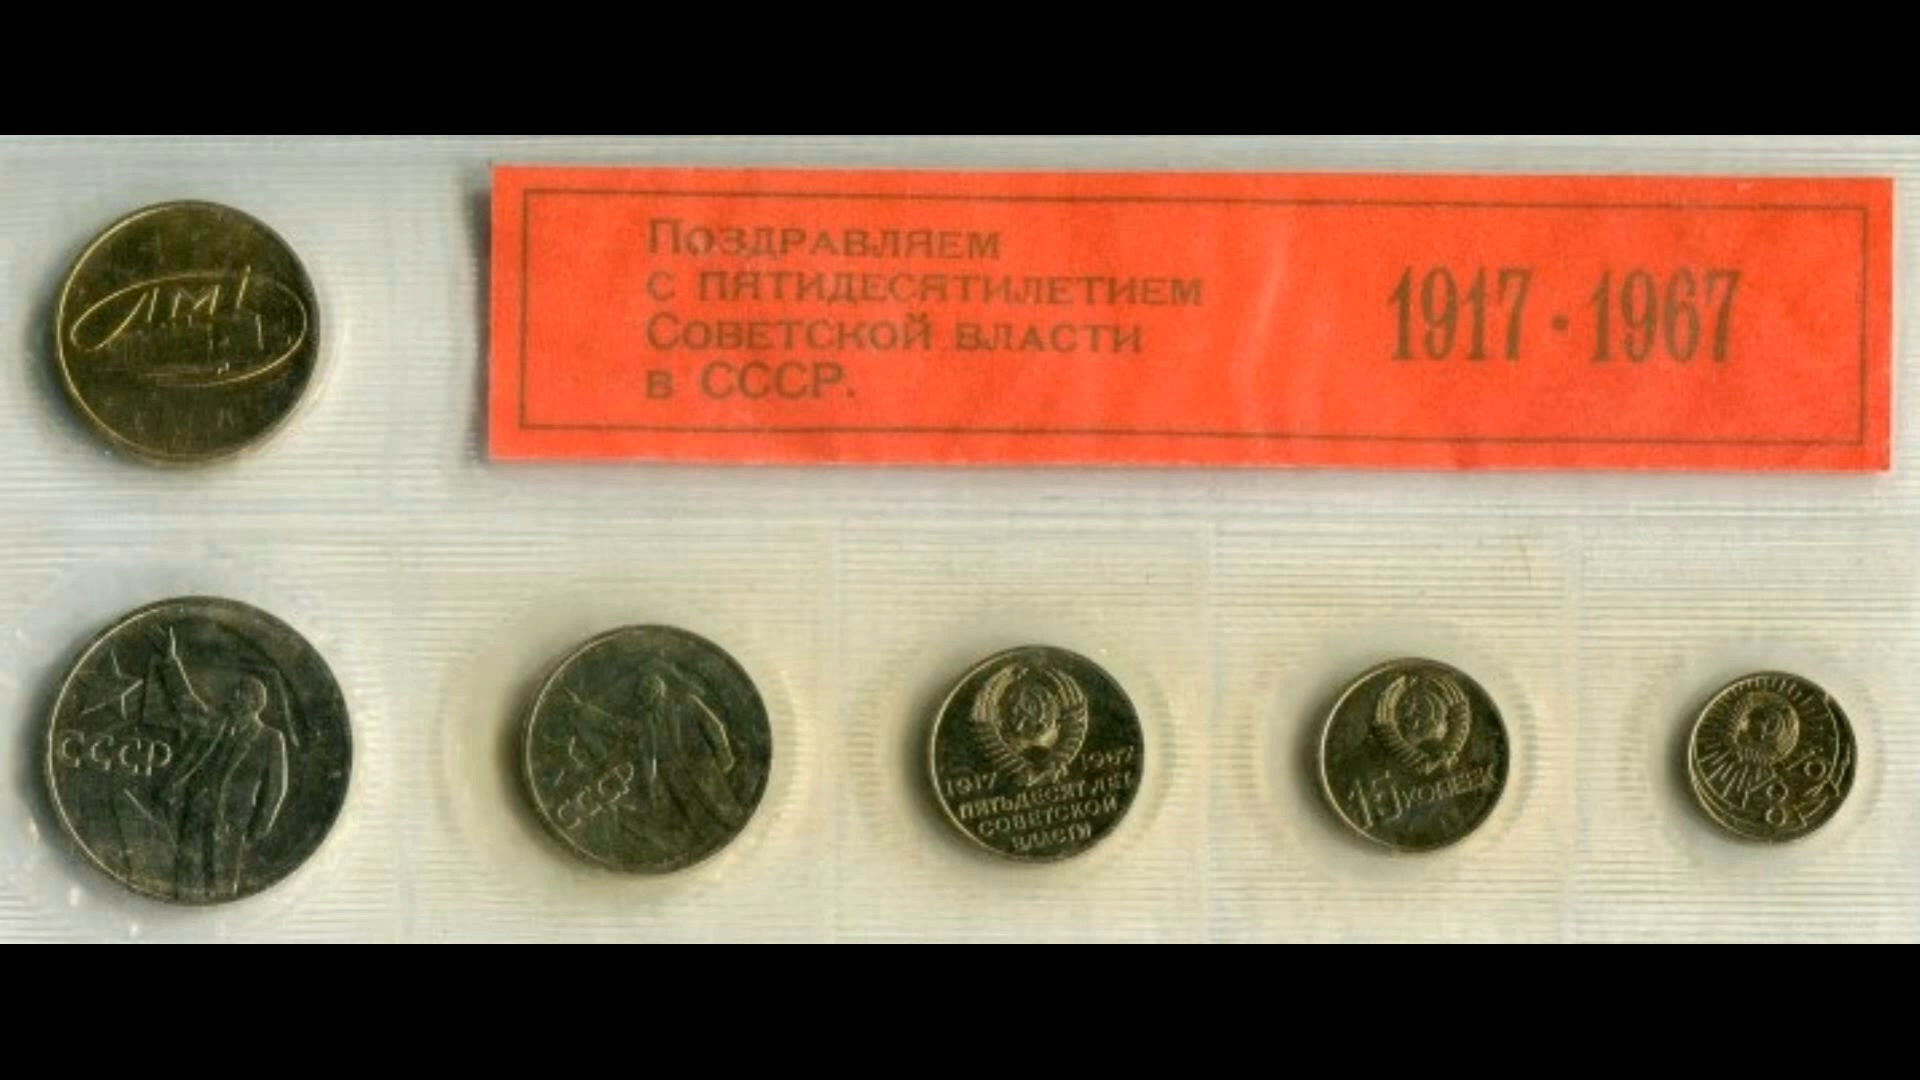 ЛМД
Поздравляем
с пятидесятилетием
Советской власти
в СССР.
1917 · 1967
СССР
СССР
1917 1967
ПЯТЬДЕСЯТ ЛЕТ
СОВЕТСКОЙ
ВЛАСТИ
15 КОПЕЕК